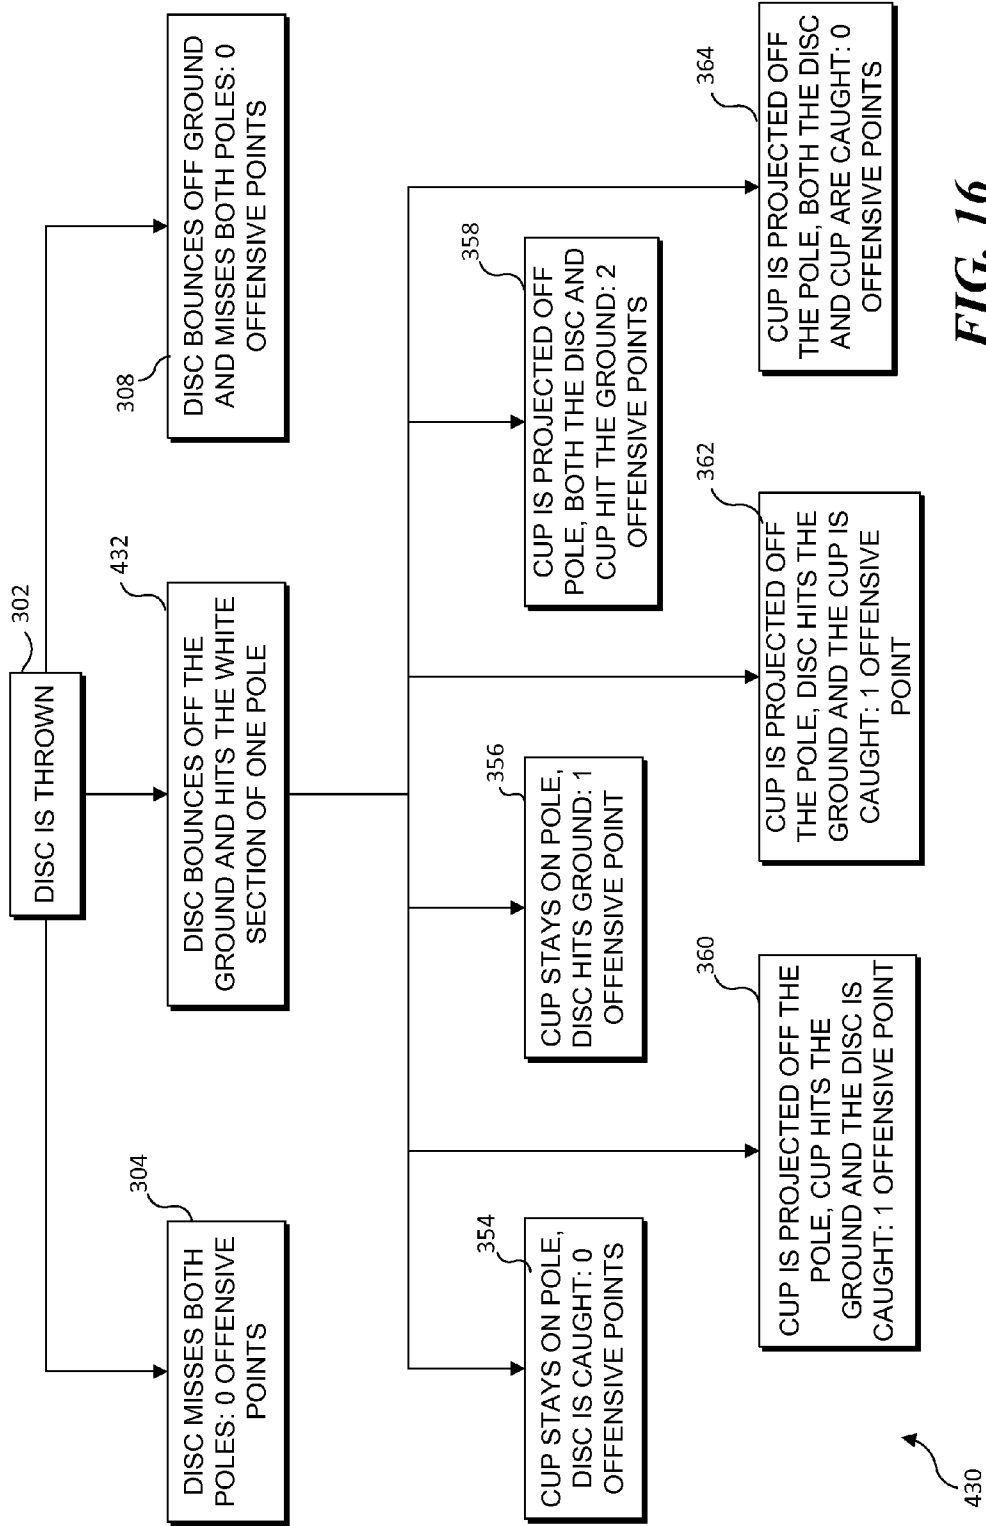 302
DISC IS THROWN
304
DISC MISSES BOTH
POLES: 0 OFFENSIVE
POINTS
432
DISC BOUNCES OFF THE
GROUND AND HITS THE WHITE
SECTION OF ONE POLE
308
DISC BOUNCES OFF GROUND
AND MISSES BOTH POLES: 0
OFFENSIVE POINTS
354
CUP STAYS ON POLE,
DISC IS CAUGHT: 0
OFFENSIVE POINTS
356
CUP STAYS ON POLE,
DISC HITS GROUND: 1
OFFENSIVE POINT
358
CUP IS PROJECTED OFF
POLE, BOTH THE DISC AND
CUP HIT THE GROUND: 2
OFFENSIVE POINTS
360
CUP IS PROJECTED OFF THE
POLE, CUP HITS THE
GROUND AND THE DISC IS
CAUGHT: 1 OFFENSIVE POINT
362
CUP IS PROJECTED OFF
THE POLE, DISC HITS THE
GROUND AND THE CUP IS
CAUGHT: 1 OFFENSIVE
POINT
364
CUP IS PROJECTED OFF
THE POLE, BOTH THE DISC
AND CUP ARE CAUGHT: 0
OFFENSIVE POINTS
430
FIG. 16